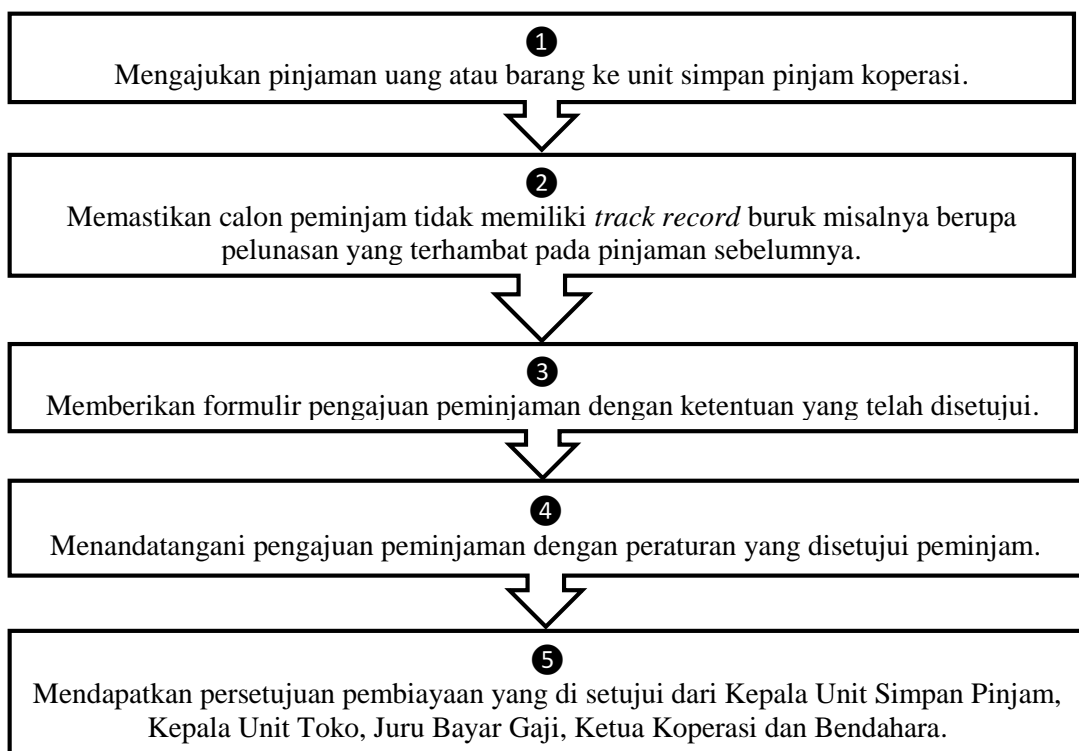 ❶
Mengajukan pinjaman uang atau barang ke unit simpan pinjam koperasi.
❷
Memastikan calon peminjam tidak memiliki track record buruk misalnya berupa
pelunasan yang terhambat pada pinjaman sebelumnya.
❸
Memberikan formulir pengajuan peminjaman dengan ketentuan yang telah disetujui.
❹
Menandatangani pengajuan peminjaman dengan peraturan yang disetujui peminjam.
❺
Mendapatkan persetujuan pembiayaan yang di setujui dari Kepala Unit Simpan Pinjam,
Kepala Unit Toko, Juru Bayar Gaji, Ketua Koperasi dan Bendahara.